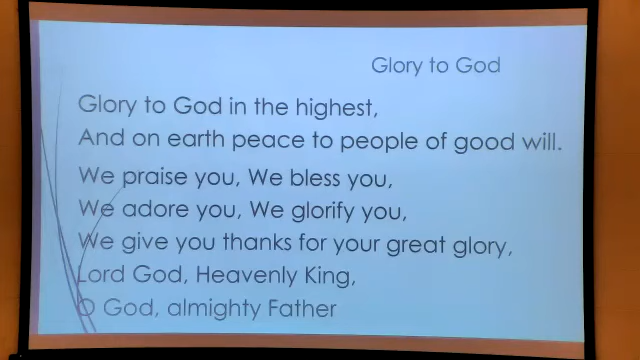 Glory to God
Glory to God in the highest,
And on earth peace to people of good will.
We praise you, We bless you,
We adore you, We glorify you,
We give you thanks for your great glory,
Lord God, Heavenly King,
O God, almighty Father